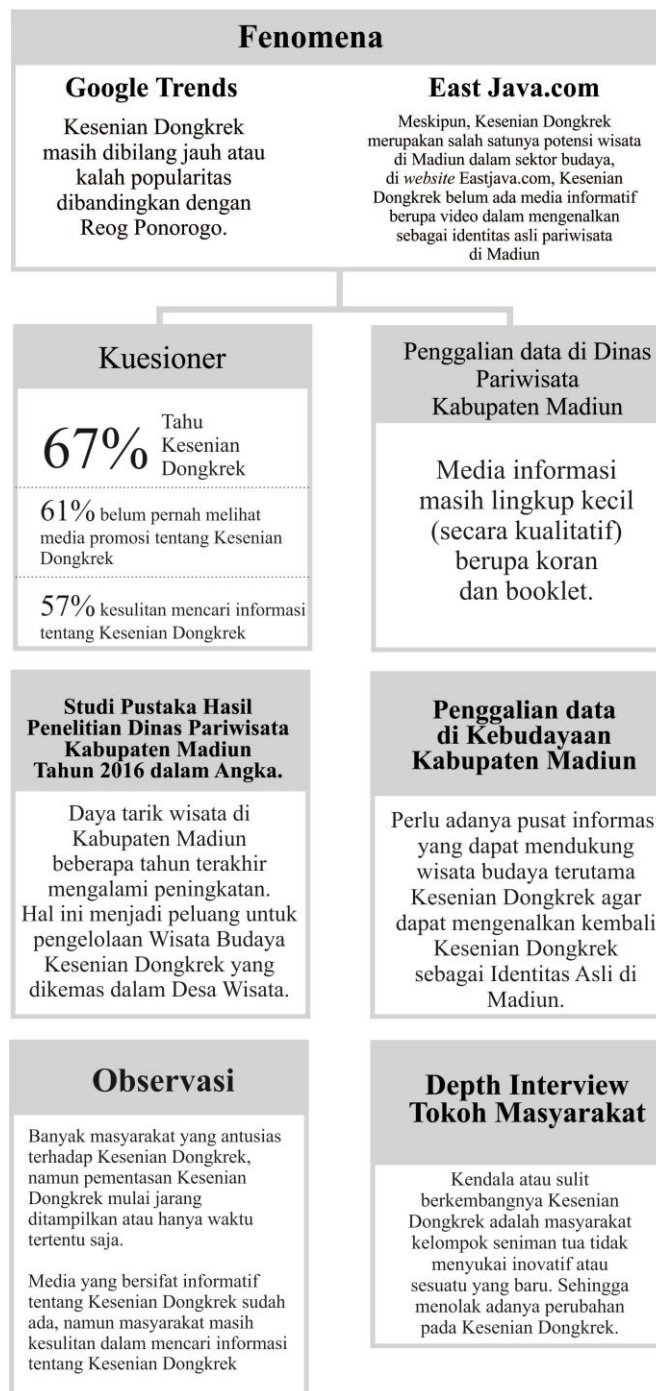 Fenomena
Google Trends
Kesenian Dongkrek
masih dibilang jauh atau
kalah popularitas
dibandingkan dengan
Reog Ponorogo.
East Java.com
Meskipun, Kesenian Dongkrek
merupakan salah satunya potensi wisata
di Madiun dalam sektor budaya,
di website Eastjava.com, Kesenian
Dongkrek belum ada media informatif
berupa video dalam mengenalkan
sebagai identitas asli pariwisata
di Madiun
Kuesioner
67% Tahu
Kesenian
Dongkrek
61% belum pernah melihat
media promosi tentang Kesenian
Dongkrek
57% kesulitan mencari informasi
tentang Kesenian Dongkrek
Penggalian data di Dinas
Pariwisata
Kabupaten Madiun
Media informasi
masih lingkup kecil
(secara kualitatif)
berupa koran
dan booklet.
Studi Pustaka Hasil
Penelitian Dinas Pariwisata
Kabupaten Madiun
Tahun 2016 dalam Angka.
Daya tarik wisata di
Kabupaten Madiun
beberapa tahun terakhir
mengalami peningkatan.
Hal ini menjadi peluang untuk
pengelolaan Wisata Budaya
Kesenian Dongkrek yang
dikemas dalam Desa Wisata.
Penggalian data
di Kebudayaan
Kabupaten Madiun
Perlu adanya pusat informasi
yang dapat mendukung
wisata budaya terutama
Kesenian Dongkrek agar
dapat mengenalkan kembali
Kesenian Dongkrek
sebagai Identitas Asli di
Madiun.
Observasi
Banyak masyarakat yang antusias
terhadap Kesenian Dongkrek,
namun pementasan Kesenian
Dongkrek mulai jarang
ditampilkan atau hanya waktu
tertentu saja.
Media yang bersifat informatif
tentang Kesenian Dongkrek sudah
ada, namun masyarakat masih
kesulitan dalam mencari informasi
tentang Kesenian Dongkrek
Depth Interview
Tokoh Masyarakat
Kendala atau sulit
berkembangnya Kesenian
Dongkrek adalah masyarakat
kelompok seniman tua tidak
menyukai inovatif atau
sesuatu yang baru. Sehingga
menolak adanya perubahan
pada Kesenian Dongkrek.